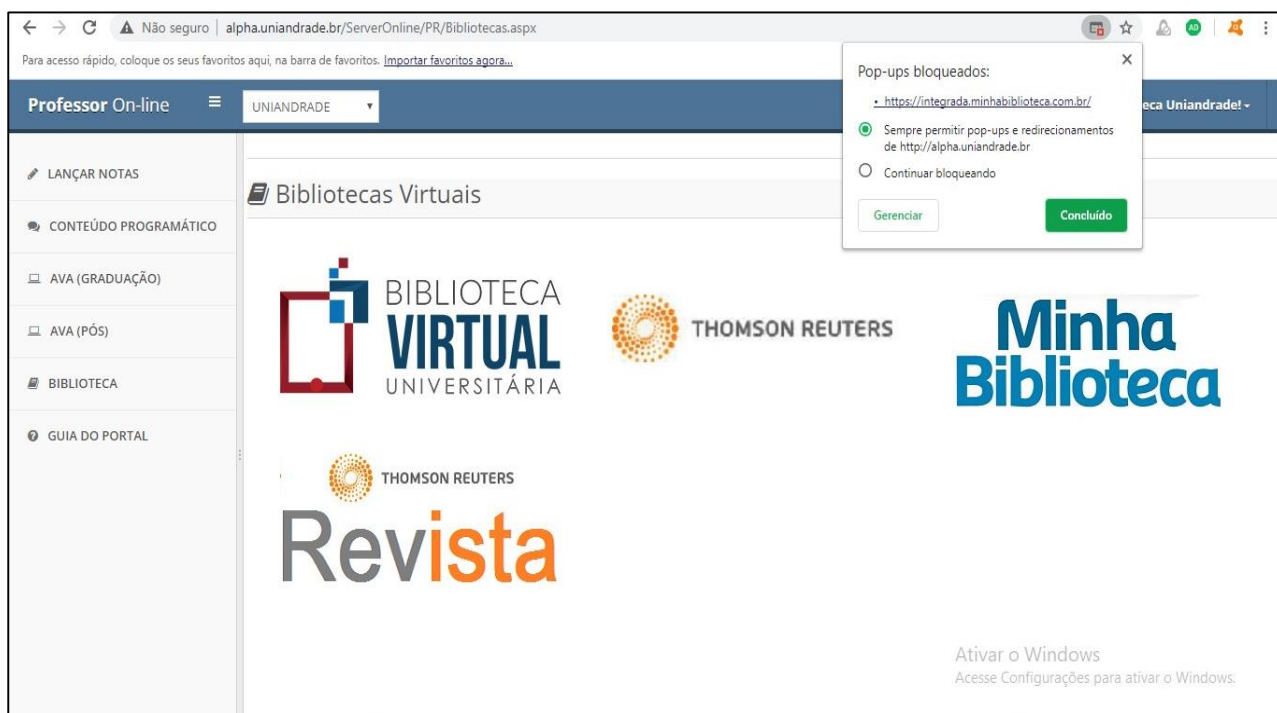 Não seguro | alpha.uniandrade.br/ServerOnline/PR/Bibliotecas.aspx
AD
Para acesso rápido, coloque os seus favoritos aqui, na barra de favoritos. Importar favoritos agora...
Pop-ups bloqueados:
• https://integrada.minhabiblioteca.com.br/
Sempre permitir pop-ups e redirecionamentos
de http://alpha.uniandrade.br
Continuar bloqueando
Gerenciar Concluído
Professor On-line UNIANDRADE eca Uniandrade!
LANÇAR NOTAS
CONTEÚDO PROGRAMÁTICO
AVA (GRADUAÇÃO)
AVA (PÓS)
BIBLIOTECA
GUIA DO PORTAL
Bibliotecas Virtuais
BIBLIOTECA
VIRTUAL
UNIVERSITÁRIA
THOMSON REUTERS
Minha
Biblioteca
THOMSON REUTERS
Revista
Ativar o Windows
Acesse Configurações para ativar o Windows.